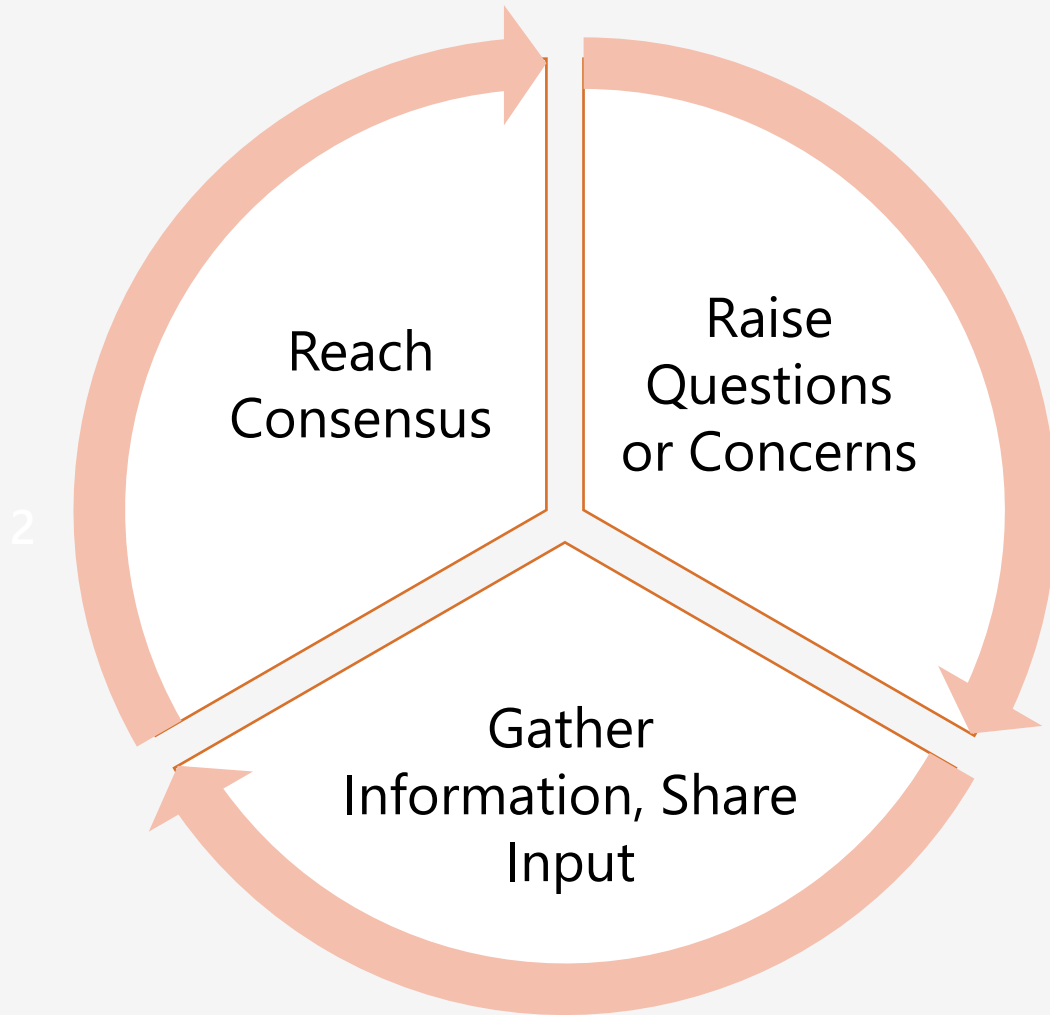 Reach
Consensus
Raise
Questions
or Concerns
2
Gather
Information, Share
Input